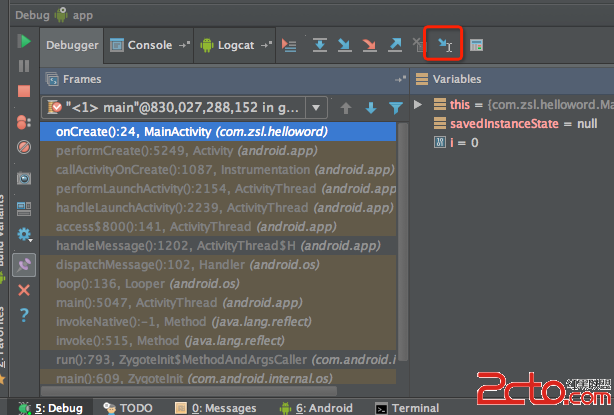 Debug app
Debugger Console Logcat
Frames
Variables
"<1> main"@830,027,288,152 in g...
onCreate():24, MainActivity (com.zsl.helloword)
performCreate():5249, Activity (android.app)
callActivityOnCreate():1087, Instrumentation (android.app)
performLaunchActivity():2154, ActivityThread (android.app)
handleLaunchActivity():2239, ActivityThread (android.app)
access$800():141, ActivityThread (android.app)
handleMessage():1202, ActivityThread$H (android.app)
dispatchMessage():102, Handler (android.os)
loop():136, Looper (android.os)
main():5047, ActivityThread (android.app)
invokeNative():-1, Method (java.lang.reflect)
invoke():515, Method (java.lang.reflect)
run():793, ZygoteInit$MethodAndArgsCaller (com.android.i
main():609, ZygoteInit (com.android.internal.os)
this = {com.zsl.helloword.Ma
savedInstanceState = null
i = 0
Build Variants
2: Favorites
5: Debug TODO 0: Messages 6: Android Terminal
2cto.com